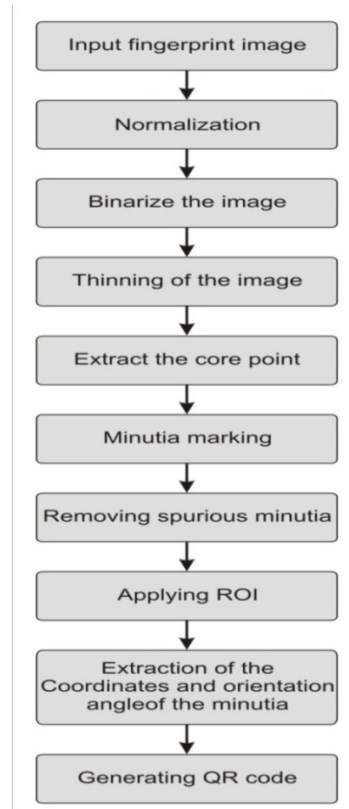 Input fingerprint image
Normalization
Binarize the image
Thinning of the image
Extract the core point
Minutia marking
Removing spurious minutia
Applying ROI
Extraction of the
Coordinates and orientation
angleof the minutia
Generating QR code